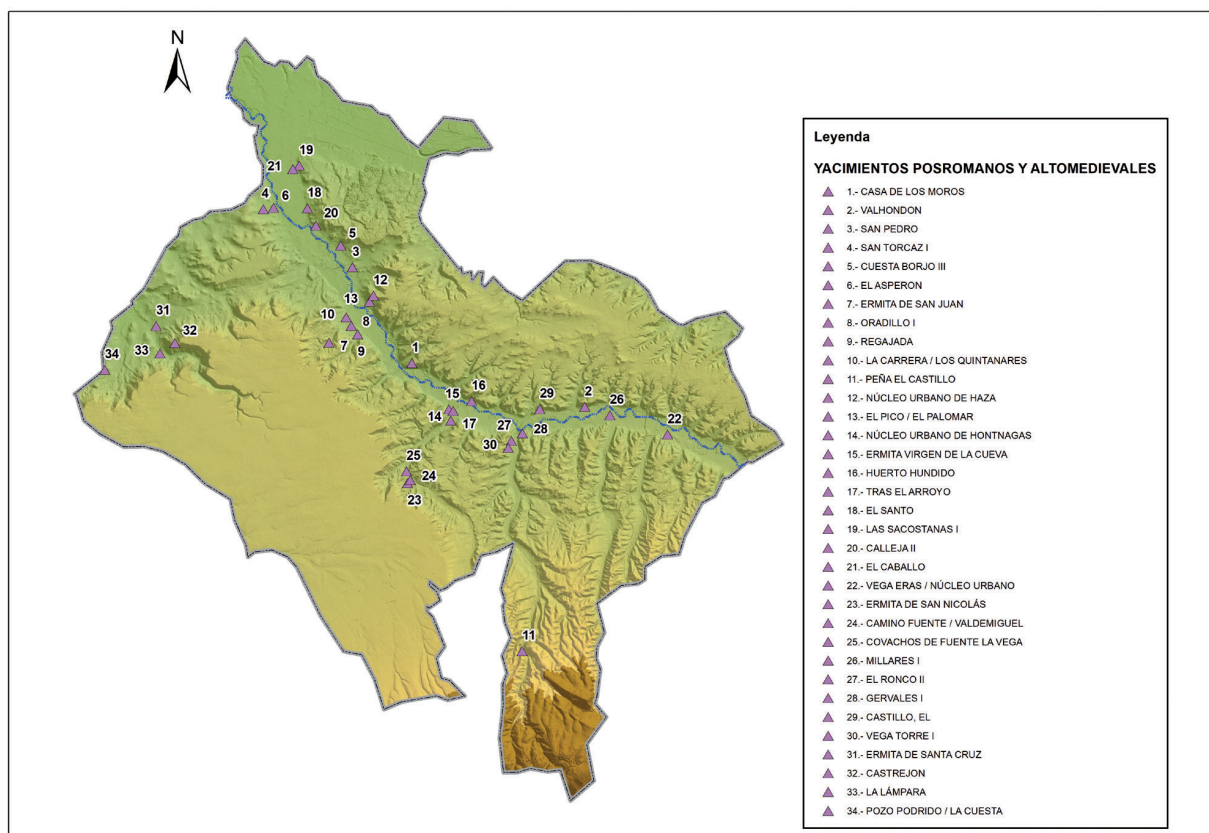 N
19
21
4
6
18
20
5
3
12
13
10
8
7
9
1
31
32
33
34
16
15
14
17
29
2
26
22
27
28
30
25
24
23
11
Leyenda
YACIMIENTOS POSROMANOS Y ALTOMEDIEVALES
1.- CASA DE LOS MOROS
2.- VALHONDON
3.- SAN PEDRO
4.- SAN TORCAZ I
5.- CUESTA BORJO III
6.- EL ASPERON
7.- ERMITA DE SAN JUAN
8.- ORADILLO I
9.- REGAJADA
10.- LA CARRERA / LOS QUINTANARES
11.- PEÑA EL CASTILLO
12.- NÚCLEO URBANO DE HAZA
13.- EL PICO / EL PALOMAR
14.- NÚCLEO URBANO DE HONTNAGAS
15.- ERMITA VIRGEN DE LA CUEVA
16.- HUERTO HUNDIDO
17.- TRAS EL ARROYO
18.- EL SANTO
19.- LAS SACOSTANAS I
20.- CALLEJA II
21.- EL CABALLO
22.- VEGA ERAS / NÚCLEO URBANO
23.- ERMITA DE SAN NICOLÁS
24.- CAMINO FUENTE / VALDEMIGUEL
25.- COVACHOS DE FUENTE LA VEGA
26.- MILLARES I
27.- EL RONCO II
28.- GERVALES I
29.- CASTILLO, EL
30.- VEGA TORRE I
31.- ERMITA DE SANTA CRUZ
32.- CASTREJON
33.- LA LÁMPARA
34.- POZO PODRIDO / LA CUESTA